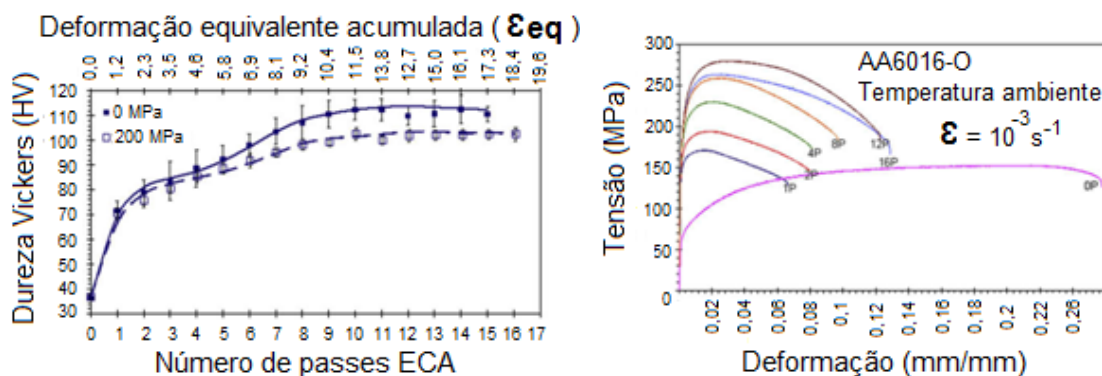 Deformação equivalente acumulada ( εeq )
0,0 1,2 2,3 3,5 4,6 5,8 6,9 8,1 9,2 10,4 11,5 13,8 12,7 15,0 16,1 17,3 18,4 19,6
Dureza Vickers (HV)
120
110
100
90
80
70
60
50
40
30
0 MPa
200 MPa
0 1 2 3 4 5 6 7 8 9 10 11 12 13 14 15 16 17
Número de passes ECA
Tensão (MPa)
300
250
200
150
100
50
0
AA6016-O
Temperatura ambiente
ε = 10⁻³ s⁻¹
4P 8P 12P
16P
1P 2P 0P
0,02 0,04 0,06 0,08 0,1 0,12 0,14 0,16 0,18 0,2 0,22 0,26
Deformação (mm/mm)